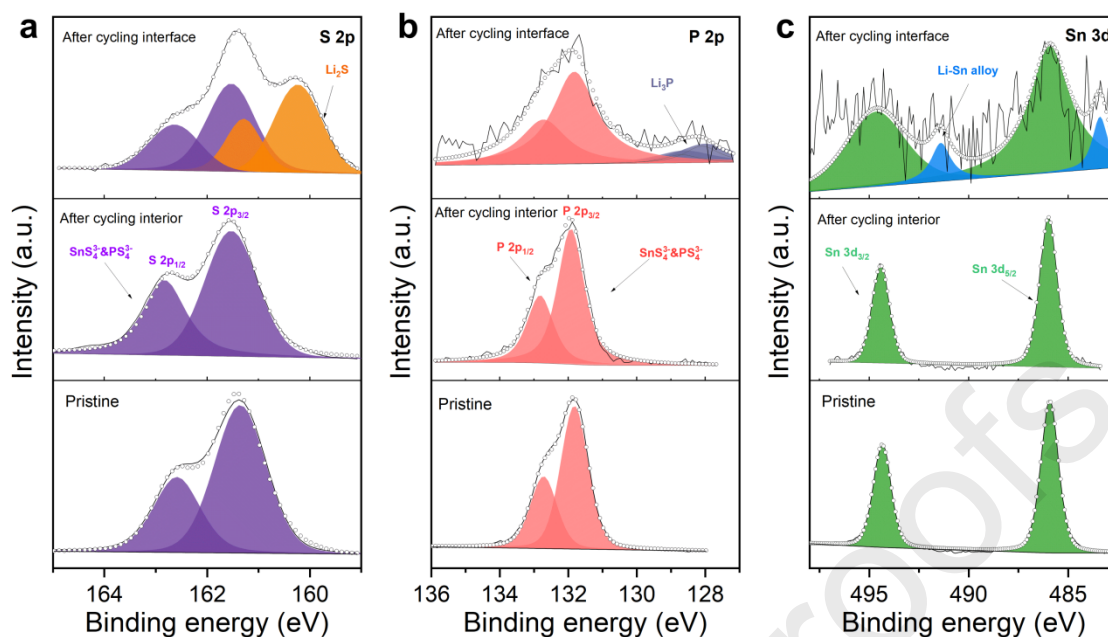 a
S 2p
After cycling interface
Li₂S
After cycling interior
S 2p₃/₂
SnS₄³⁻&PS₄³⁻
S 2p₁/₂
Pristine
Intensity (a.u.)
164 162 160
Binding energy (eV)
b
P 2p
After cycling interface
Li₃P
After cycling interior
P 2p₃/₂
P 2p₁/₂
SnS₄³⁻&PS₄³⁻
Pristine
Intensity (a.u.)
136 134 132 130 128
Binding energy (eV)
c
Sn 3d
After cycling interface
Li-Sn alloy
After cycling interior
Sn 3d₃/₂
Sn 3d₅/₂
Pristine
Intensity (a.u.)
495 490 485
Binding energy (eV)
roofs